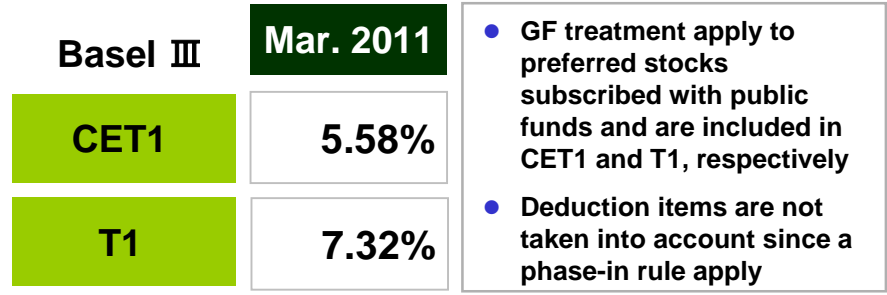 Basel Ⅲ
Mar. 2011
CET1
5.58%
T1
7.32%
● GF treatment apply to
preferred stocks
subscribed with public
funds and are included in
CET1 and T1, respectively
● Deduction items are not
taken into account since a
phase-in rule apply